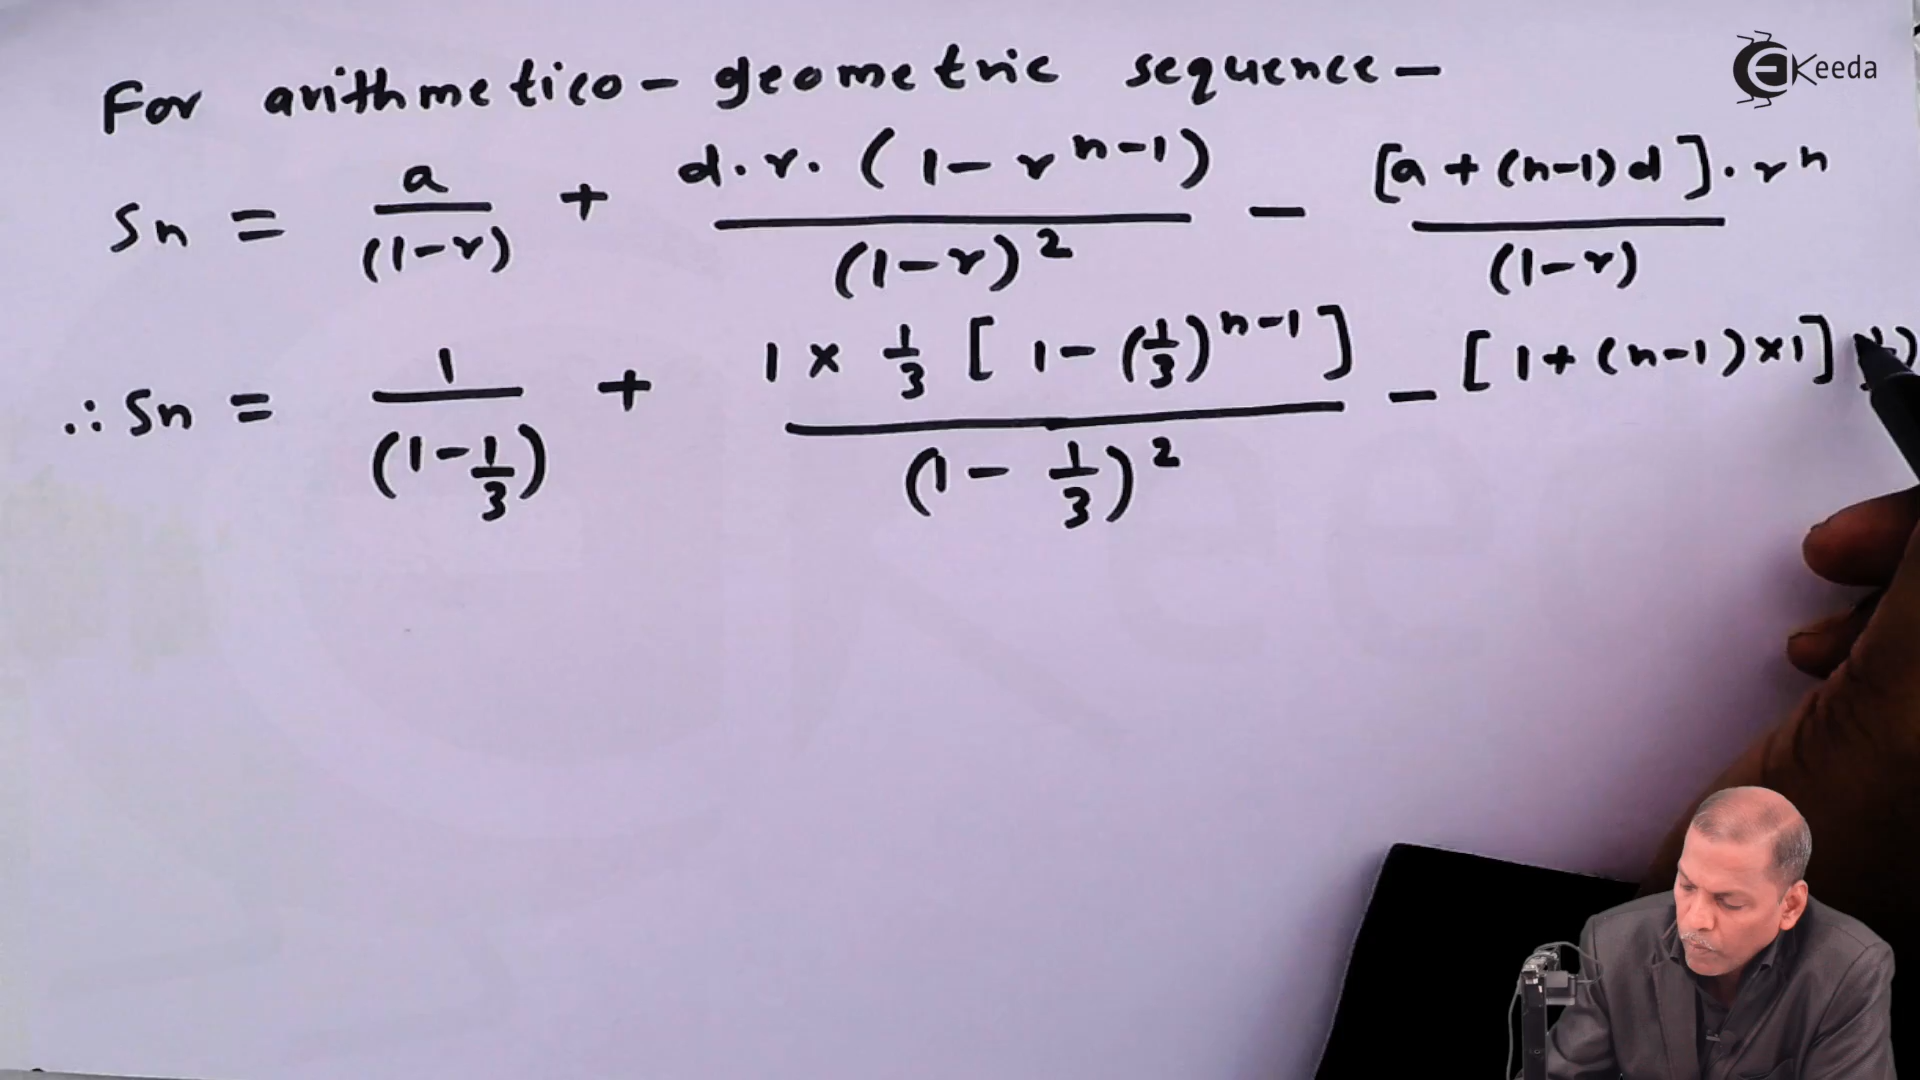 For arithmetico - geometric sequence -
EKeeda
Sn = a/(1-r) + d.r.(1-r^n-1)/(1-r)^2 - [a+(n-1)d].r^n/(1-r)
∴ Sn = 1/(1-1/3) + 1×1/3[1-(1/3)^n-1]/(1-1/3)^2 - [1+(n-1)×1]